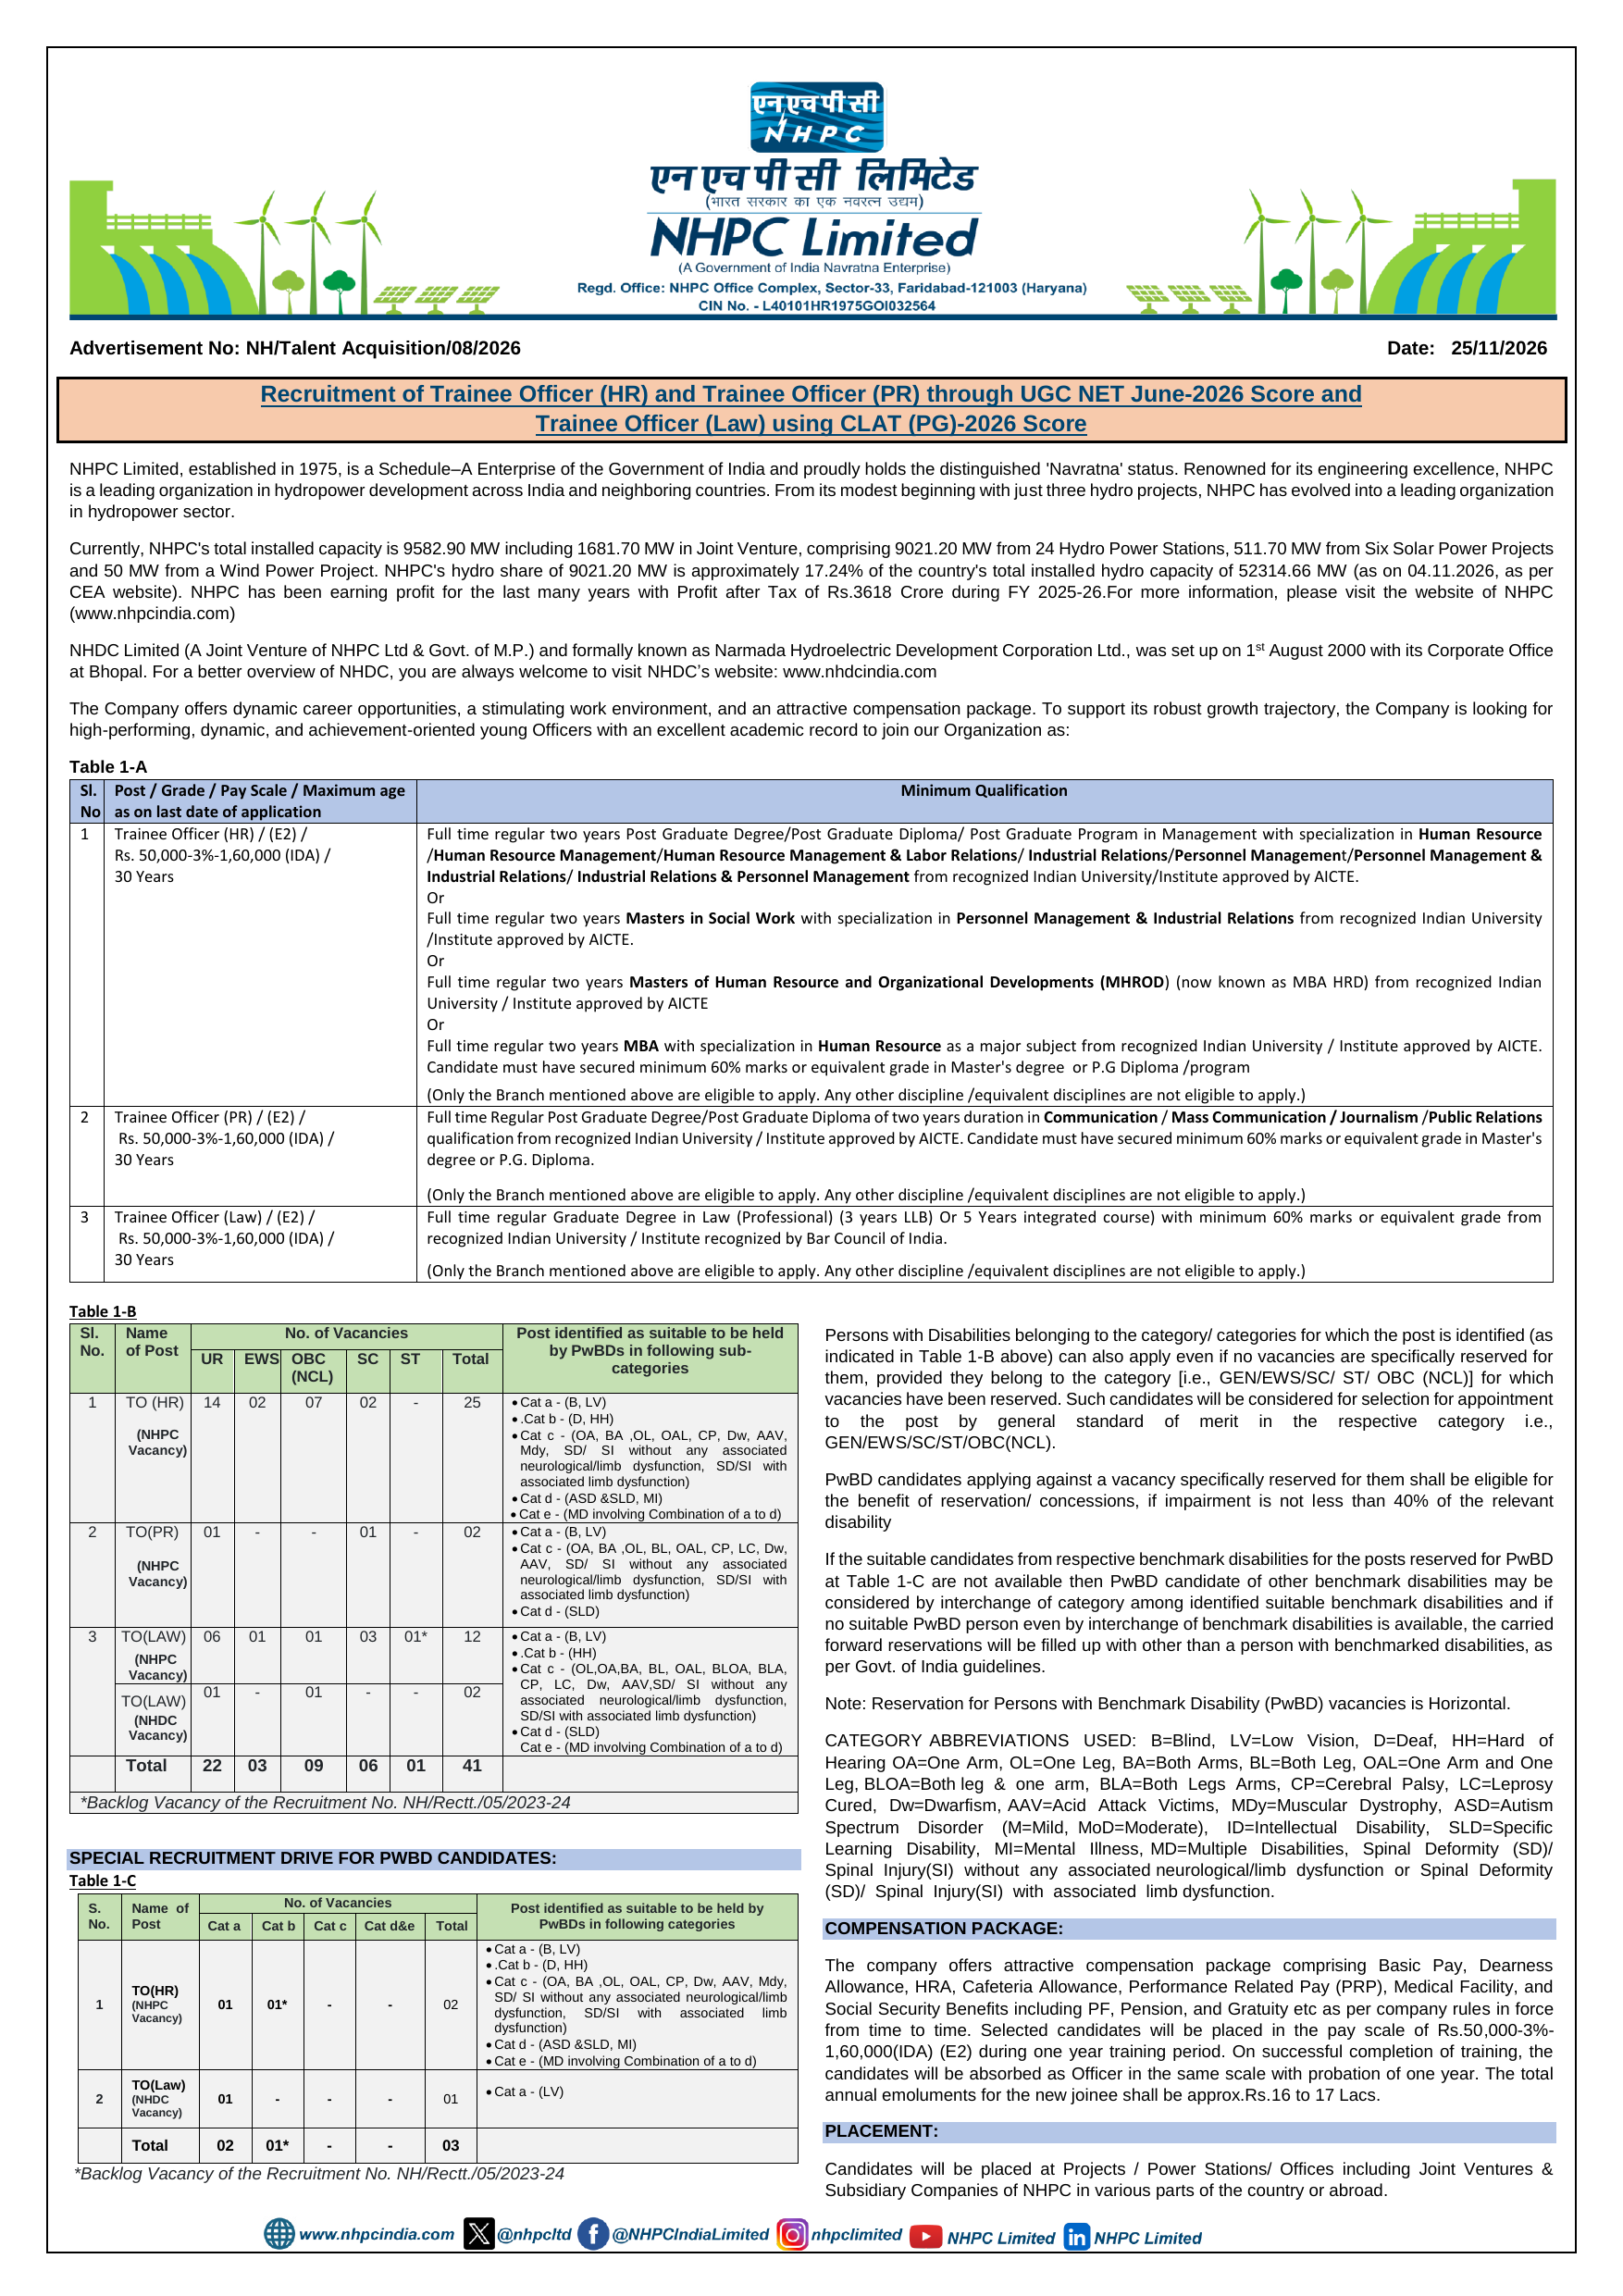 एन एच पी सी
NHPC
एन एच पी सी लिमिटेड
(भारत सरकार का एक नवरत्न उद्यम)
NHPC Limited
(A Government of India Navratna Enterprise)
Regd. Office: NHPC Office Complex, Sector-33, Faridabad-121003 (Haryana)
CIN No. - L40101HR1975GOI032564
Advertisement No: NH/Talent Acquisition/08/2026 Date: 25/11/2026
Recruitment of Trainee Officer (HR) and Trainee Officer (PR) through UGC NET June-2026 Score and
Trainee Officer (Law) using CLAT (PG)-2026 Score
NHPC Limited, established in 1975, is a Schedule–A Enterprise of the Government of India and proudly holds the distinguished 'Navratna' status. Renowned for its engineering excellence, NHPC
is a leading organization in hydropower development across India and neighboring countries. From its modest beginning with just three hydro projects, NHPC has evolved into a leading organization
in hydropower sector.
Currently, NHPC's total installed capacity is 9582.90 MW including 1681.70 MW in Joint Venture, comprising 9021.20 MW from 24 Hydro Power Stations, 511.70 MW from Six Solar Power Projects
and 50 MW from a Wind Power Project. NHPC's hydro share of 9021.20 MW is approximately 17.24% of the country's total installed hydro capacity of 52314.66 MW (as on 04.11.2026, as per
CEA website). NHPC has been earning profit for the last many years with Profit after Tax of Rs.3618 Crore during FY 2025-26.For more information, please visit the website of NHPC
(www.nhpcindia.com)
NHDC Limited (A Joint Venture of NHPC Ltd & Govt. of M.P.) and formally known as Narmada Hydroelectric Development Corporation Ltd., was set up on 1st August 2000 with its Corporate Office
at Bhopal. For a better overview of NHDC, you are always welcome to visit NHDC's website: www.nhdcindia.com
The Company offers dynamic career opportunities, a stimulating work environment, and an attractive compensation package. To support its robust growth trajectory, the Company is looking for
high-performing, dynamic, and achievement-oriented young Officers with an excellent academic record to join our Organization as:
Table 1-A
Sl. No Post / Grade / Pay Scale / Maximum age as on last date of application Minimum Qualification
1 Trainee Officer (HR) / (E2) /
Rs. 50,000-3%-1,60,000 (IDA) /
30 Years
Full time regular two years Post Graduate Degree/Post Graduate Diploma/ Post Graduate Program in Management with specialization in Human Resource
/Human Resource Management/Human Resource Management & Labor Relations/ Industrial Relations/Personnel Management/Personnel Management &
Industrial Relations/ Industrial Relations & Personnel Management from recognized Indian University/Institute approved by AICTE.
Or
Full time regular two years Masters in Social Work with specialization in Personnel Management & Industrial Relations from recognized Indian University
/Institute approved by AICTE.
Or
Full time regular two years Masters of Human Resource and Organizational Developments (MHROD) (now known as MBA HRD) from recognized Indian
University / Institute approved by AICTE
Or
Full time regular two years MBA with specialization in Human Resource as a major subject from recognized Indian University / Institute approved by AICTE.
Candidate must have secured minimum 60% marks or equivalent grade in Master's degree or P.G Diploma /program
(Only the Branch mentioned above are eligible to apply. Any other discipline /equivalent disciplines are not eligible to apply.)
2 Trainee Officer (PR) / (E2) /
Rs. 50,000-3%-1,60,000 (IDA) /
30 Years
Full time Regular Post Graduate Degree/Post Graduate Diploma of two years duration in Communication / Mass Communication / Journalism /Public Relations
qualification from recognized Indian University / Institute approved by AICTE. Candidate must have secured minimum 60% marks or equivalent grade in Master's
degree or P.G. Diploma.
(Only the Branch mentioned above are eligible to apply. Any other discipline /equivalent disciplines are not eligible to apply.)
3 Trainee Officer (Law) / (E2) /
Rs. 50,000-3%-1,60,000 (IDA) /
30 Years
Full time regular Graduate Degree in Law (Professional) (3 years LLB) Or 5 Years integrated course) with minimum 60% marks or equivalent grade from
recognized Indian University / Institute recognized by Bar Council of India.
(Only the Branch mentioned above are eligible to apply. Any other discipline /equivalent disciplines are not eligible to apply.)
Table 1-B
Sl. No. Name of Post No. of Vacancies Post identified as suitable to be held by PwBDs in following sub-categories
UR EWS OBC (NCL) SC ST Total
1 TO (HR) 14 02 07 02 - 25
(NHPC Vacancy)
• Cat a - (B, LV)
• .Cat b - (D, HH)
• Cat c - (OA, BA ,OL, OAL, CP, Dw, AAV,
Mdy, SD/ SI without any associated
neurological/limb dysfunction, SD/SI with
associated limb dysfunction)
• Cat d - (ASD &SLD, MI)
• Cat e - (MD involving Combination of a to d)
2 TO(PR) 01 - - 01 - 02
(NHPC Vacancy)
• Cat a - (B, LV)
• Cat c - (OA, BA ,OL, BL, OAL, CP, LC, Dw,
AAV, SD/ SI without any associated
neurological/limb dysfunction, SD/SI with
associated limb dysfunction)
• Cat d - (SLD)
3 TO(LAW) 06 01 01 03 01* 12
(NHPC Vacancy)
TO(LAW) 01 - 01 - - 02
(NHDC Vacancy)
• Cat a - (B, LV)
• .Cat b - (HH)
• Cat c - (OL,OA,BA, BL, OAL, BLOA, BLA,
CP, LC, Dw, AAV,SD/ SI without any
associated neurological/limb dysfunction,
SD/SI with associated limb dysfunction)
• Cat d - (SLD)
Cat e - (MD involving Combination of a to d)
Total 22 03 09 06 01 41
*Backlog Vacancy of the Recruitment No. NH/Rectt./05/2023-24
SPECIAL RECRUITMENT DRIVE FOR PWBD CANDIDATES:
Table 1-C
S. No. Name of Post No. of Vacancies Post identified as suitable to be held by PwBDs in following categories
Cat a Cat b Cat c Cat d&e Total
1 TO(HR) (NHPC Vacancy) 01 01* - - 02
• Cat a - (B, LV)
• .Cat b - (D, HH)
• Cat c - (OA, BA ,OL, OAL, CP, Dw, AAV, Mdy,
SD/ SI without any associated neurological/limb
dysfunction, SD/SI with associated limb
dysfunction)
• Cat d - (ASD &SLD, MI)
• Cat e - (MD involving Combination of a to d)
2 TO(Law) (NHDC Vacancy) 01 - - - 01
• Cat a - (LV)
Total 02 01* - - 03
*Backlog Vacancy of the Recruitment No. NH/Rectt./05/2023-24
Persons with Disabilities belonging to the category/ categories for which the post is identified (as
indicated in Table 1-B above) can also apply even if no vacancies are specifically reserved for
them, provided they belong to the category [i.e., GEN/EWS/SC/ ST/ OBC (NCL)] for which
vacancies have been reserved. Such candidates will be considered for selection for appointment
to the post by general standard of merit in the respective category i.e.,
GEN/EWS/SC/ST/OBC(NCL).
PwBD candidates applying against a vacancy specifically reserved for them shall be eligible for
the benefit of reservation/ concessions, if impairment is not less than 40% of the relevant
disability
If the suitable candidates from respective benchmark disabilities for the posts reserved for PwBD
at Table 1-C are not available then PwBD candidate of other benchmark disabilities may be
considered by interchange of category among identified suitable benchmark disabilities and if
no suitable PwBD person even by interchange of benchmark disabilities is available, the carried
forward reservations will be filled up with other than a person with benchmarked disabilities, as
per Govt. of India guidelines.
Note: Reservation for Persons with Benchmark Disability (PwBD) vacancies is Horizontal.
CATEGORY ABBREVIATIONS USED: B=Blind, LV=Low Vision, D=Deaf, HH=Hard of
Hearing OA=One Arm, OL=One Leg, BA=Both Arms, BL=Both Leg, OAL=One Arm and One
Leg, BLOA=Both leg & one arm, BLA=Both Legs Arms, CP=Cerebral Palsy, LC=Leprosy
Cured, Dw=Dwarfism, AAV=Acid Attack Victims, MDy=Muscular Dystrophy, ASD=Autism
Spectrum Disorder (M=Mild, MoD=Moderate), ID=Intellectual Disability, SLD=Specific
Learning Disability, MI=Mental Illness, MD=Multiple Disabilities, Spinal Deformity (SD)/
Spinal Injury(SI) without any associated neurological/limb dysfunction or Spinal Deformity
(SD)/ Spinal Injury(SI) with associated limb dysfunction.
COMPENSATION PACKAGE:
The company offers attractive compensation package comprising Basic Pay, Dearness
Allowance, HRA, Cafeteria Allowance, Performance Related Pay (PRP), Medical Facility, and
Social Security Benefits including PF, Pension, and Gratuity etc as per company rules in force
from time to time. Selected candidates will be placed in the pay scale of Rs.50,000-3%-
1,60,000(IDA) (E2) during one year training period. On successful completion of training, the
candidates will be absorbed as Officer in the same scale with probation of one year. The total
annual emoluments for the new joinee shall be approx.Rs.16 to 17 Lacs.
PLACEMENT:
Candidates will be placed at Projects / Power Stations/ Offices including Joint Ventures &
Subsidiary Companies of NHPC in various parts of the country or abroad.
www.nhpcindia.com @nhpcltd @NHPCIndiaLimited nhpclimited NHPC Limited NHPC Limited